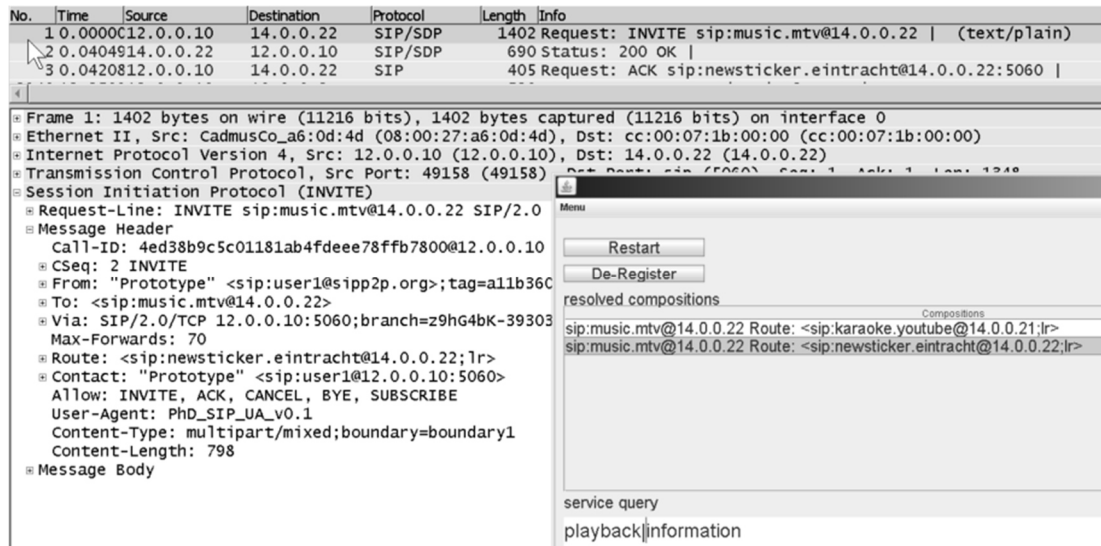 No. Time Source Destination Protocol Length Info
1 0.0000C12.0.0.10 14.0.0.22 SIP/SDP 1402 Request: INVITE sip:music.mtv@14.0.0.22 | (text/plain)
2 0.0404914.0.0.22 12.0.0.10 SIP/SDP 690 Status: 200 OK |
3 0.0420812.0.0.10 14.0.0.22 SIP 405 Request: ACK sip:newsticker.eintracht@14.0.0.22:5060 |
Frame 1: 1402 bytes on wire (11216 bits), 1402 bytes captured (11216 bits) on interface 0
Ethernet II, Src: CadmusCo_a6:0d:4d (08:00:27:a6:0d:4d), Dst: cc:00:07:1b:00:00 (cc:00:07:1b:00:00)
Internet Protocol Version 4, Src: 12.0.0.10 (12.0.0.10), Dst: 14.0.0.22 (14.0.0.22)
Transmission Control Protocol, Src Port: 49158 (49158), Dst Port: sip (5060), Seq: 1, Ack: 1, Len: 1348
Session Initiation Protocol (INVITE)
Request-Line: INVITE sip:music.mtv@14.0.0.22 SIP/2.0
Message Header
Call-ID: 4ed38b9c5c01181ab4fdeee78ffb7800@12.0.0.10
CSeq: 2 INVITE
From: "Prototype" <sip:user1@sipp2p.org>;tag=a11b360
To: <sip:music.mtv@14.0.0.22>
Via: SIP/2.0/TCP 12.0.0.10:5060;branch=z9hG4bK-39303
Max-Forwards: 70
Route: <sip:newsticker.eintracht@14.0.0.22;lr>
Contact: "Prototype" <sip:user1@12.0.0.10:5060>
Allow: INVITE, ACK, CANCEL, BYE, SUBSCRIBE
User-Agent: PhD_SIP_UA_v0.1
Content-Type: multipart/mixed;boundary=boundary1
Content-Length: 798
Message Body
Menu
Restart
De-Register
resolved compositions
Compositions
sip:music.mtv@14.0.0.22 Route: <sip:karaoke.youtube@14.0.0.21;lr>
sip:music.mtv@14.0.0.22 Route: <sip:newsticker.eintracht@14.0.0.22;lr>
service query
playback|information